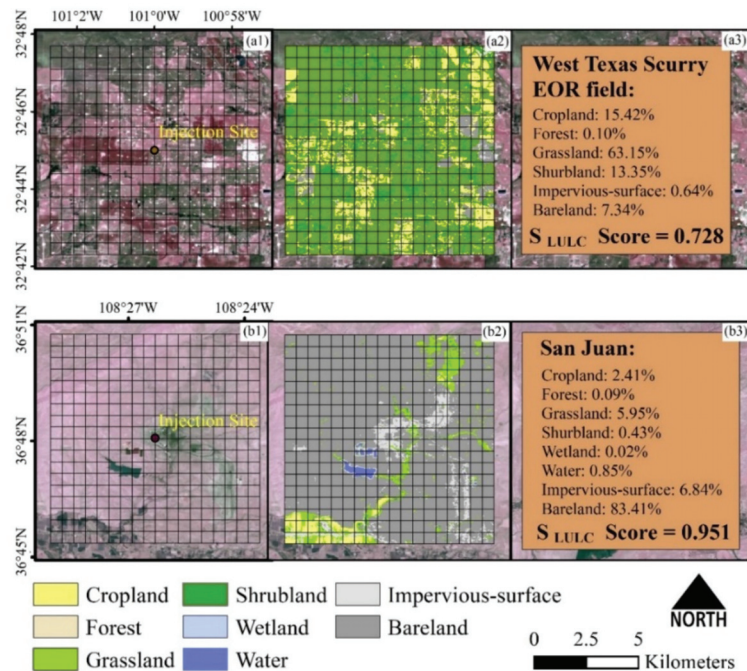 101°2'W 101°0'W 100°58'W
32°48'N
32°46'N
32°44'N
32°42'N
(a1)
Injection Site
(a2)
(a3)
West Texas Scurry
EOR field:
Cropland: 15.42%
Forest: 0.10%
Grassland: 63.15%
Shurbland: 13.35%
Impervious-surface: 0.64%
Bareland: 7.34%
S LULC Score = 0.728
108°27'W 108°24'W
36°51'N
36°48'N
36°45'N
(b1)
Injection Site
(b2)
(b3)
San Juan:
Cropland: 2.41%
Forest: 0.09%
Grassland: 5.95%
Shurbland: 0.43%
Wetland: 0.02%
Water: 0.85%
Impervious-surface: 6.84%
Bareland: 83.41%
S LULC Score = 0.951
Cropland Shrubland Impervious-surface
Forest Wetland Bareland
Grassland Water
NORTH
0 2.5 5
Kilometers